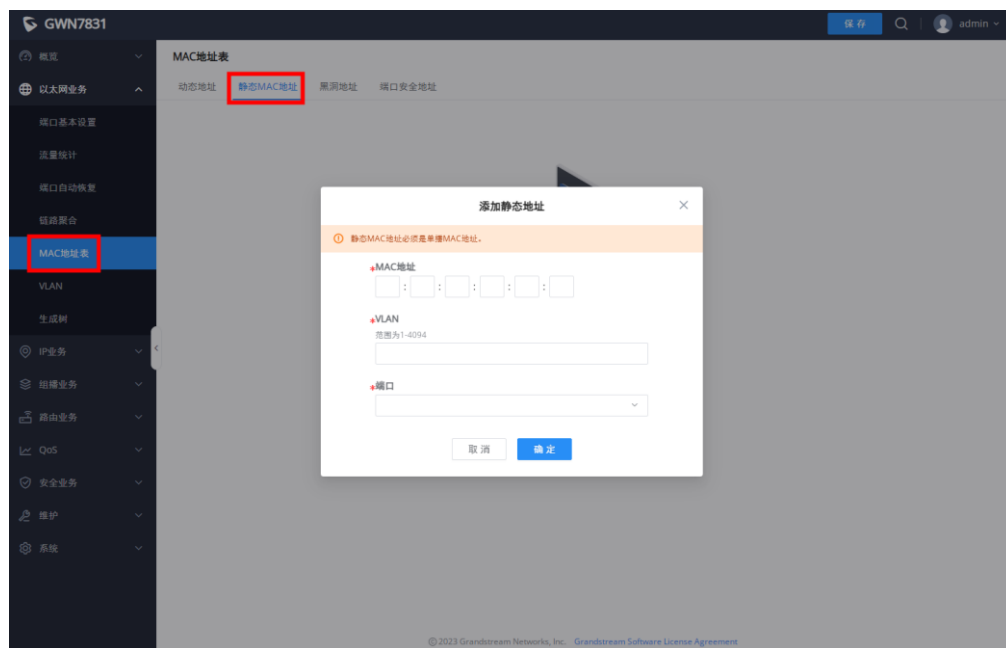 GWN7831
保存
admin
概览
以太网业务
端口基本设置
流量统计
端口自动恢复
链路聚合
MAC地址表
VLAN
生成树
IP业务
组播业务
路由业务
QoS
安全业务
维护
系统
MAC地址表
动态地址 静态MAC地址 黑洞地址 端口安全地址
添加静态地址
静态MAC地址必须是单播MAC地址。
*MAC地址
: : : : :
*VLAN
范围为1-4094
*端口
取消 确定
©2023 Grandstream Networks, Inc. Grandstream Software License Agreement